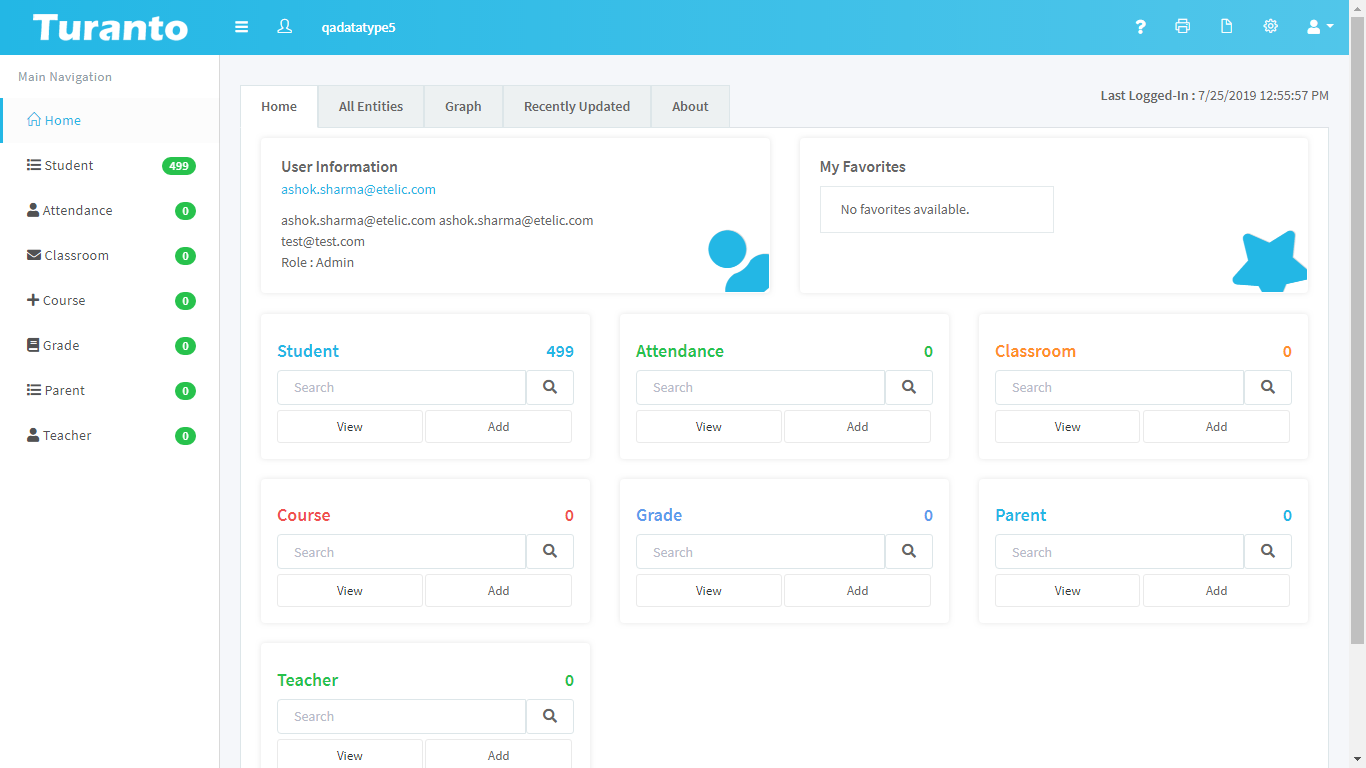 Turanto
qadatatype5
?
Main Navigation
Home
Student 499
Attendance 0
Classroom 0
Course 0
Grade 0
Parent 0
Teacher 0
Home All Entities Graph Recently Updated About
Last Logged-In : 7/25/2019 12:55:57 PM
User Information
ashok.sharma@etelic.com
ashok.sharma@etelic.com ashok.sharma@etelic.com
test@test.com
Role : Admin
My Favorites
No favorites available.
Student 499
Search
View Add
Attendance 0
Search
View Add
Classroom 0
Search
View Add
Course 0
Search
View Add
Grade 0
Search
View Add
Parent 0
Search
View Add
Teacher 0
Search
View Add